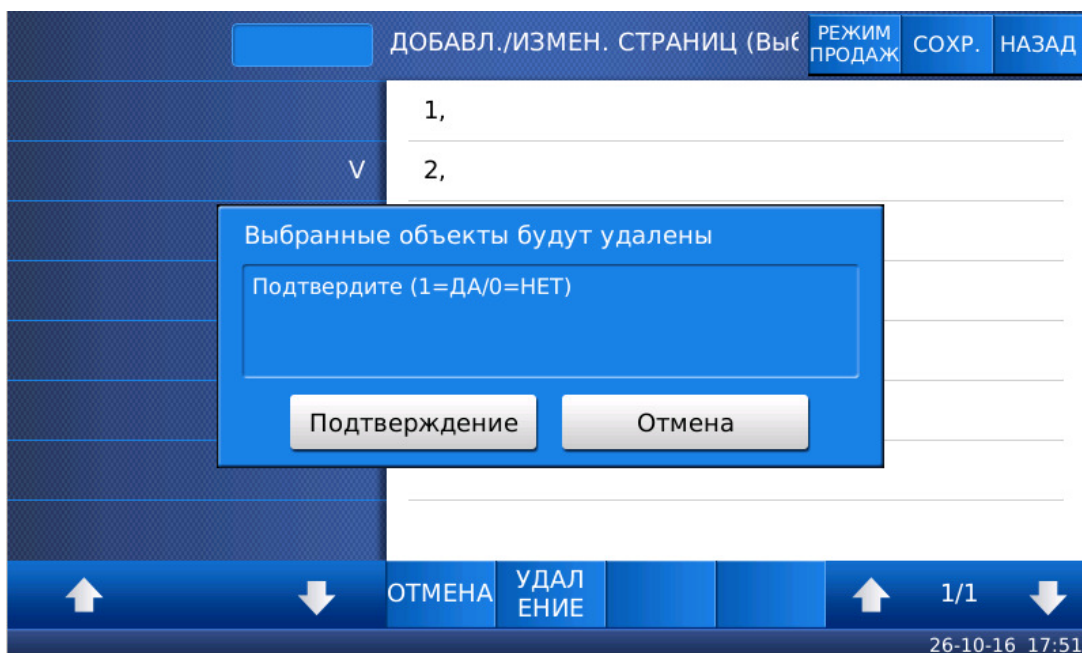 ДОБАВЛ./ИЗМЕН. СТРАНИЦ (Выб
РЕЖИМ
ПРОДАЖ
СОХР.
НАЗАД
1,
V
2,
Выбранные объекты будут удалены
Подтвердите (1=ДА/0=НЕТ)
Подтверждение
Отмена
ОТМЕНА
УДАЛ
ЕНИЕ
1/1
26-10-16 17:51